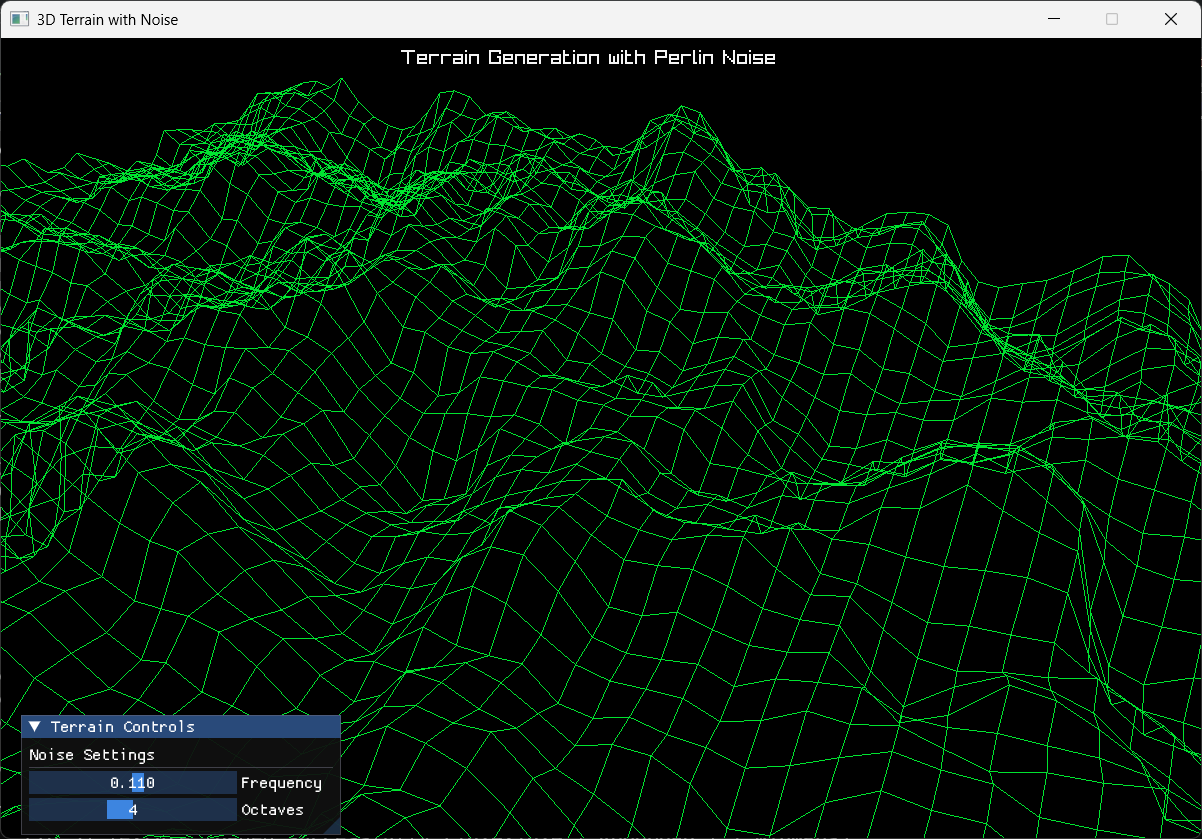 3D Terrain with Noise
Terrain Generation with Perlin Noise
Terrain Controls
Noise Settings
0.110 Frequency
4 Octaves